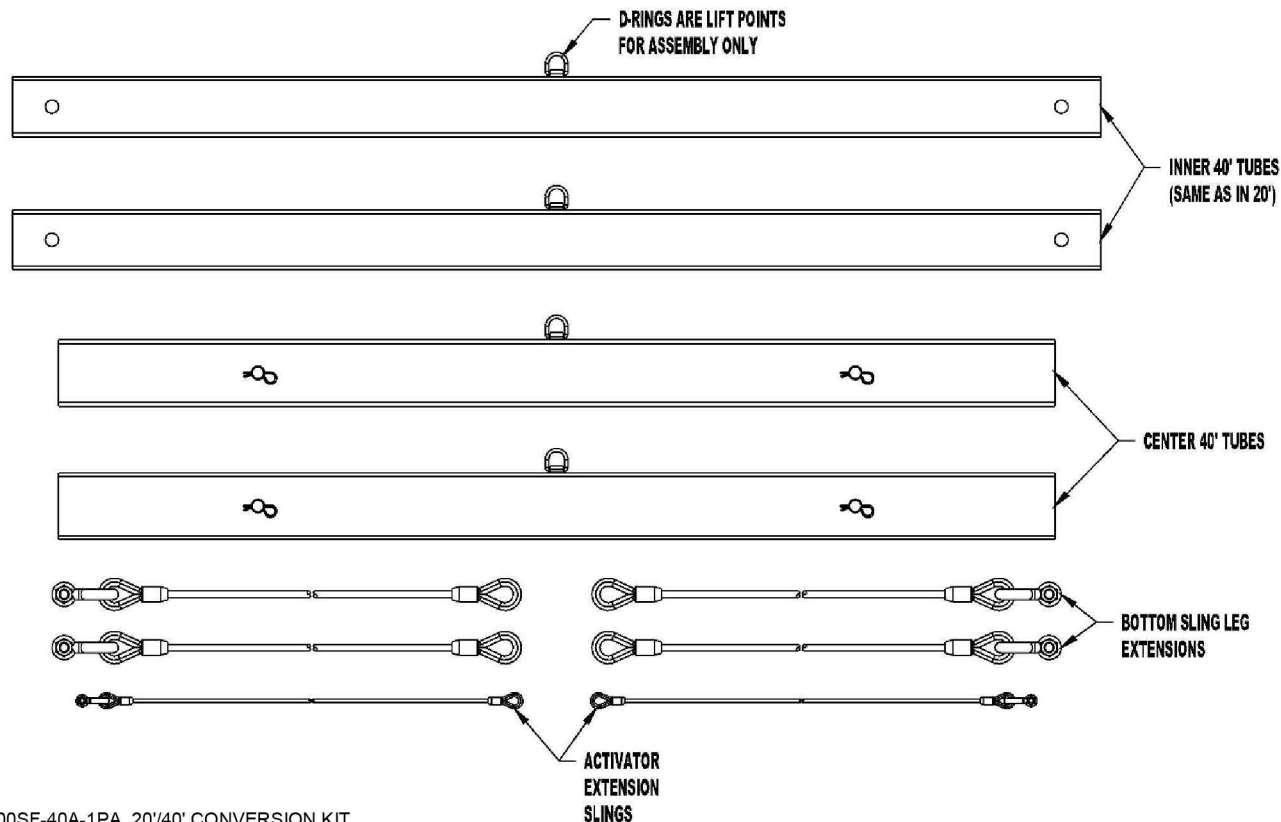 D-RINGS ARE LIFT POINTS
FOR ASSEMBLY ONLY
INNER 40' TUBES
(SAME AS IN 20')
CENTER 40' TUBES
BOTTOM SLING LEG
EXTENSIONS
ACTIVATOR
EXTENSION
SLINGS
20'/40' CONVERSION KIT